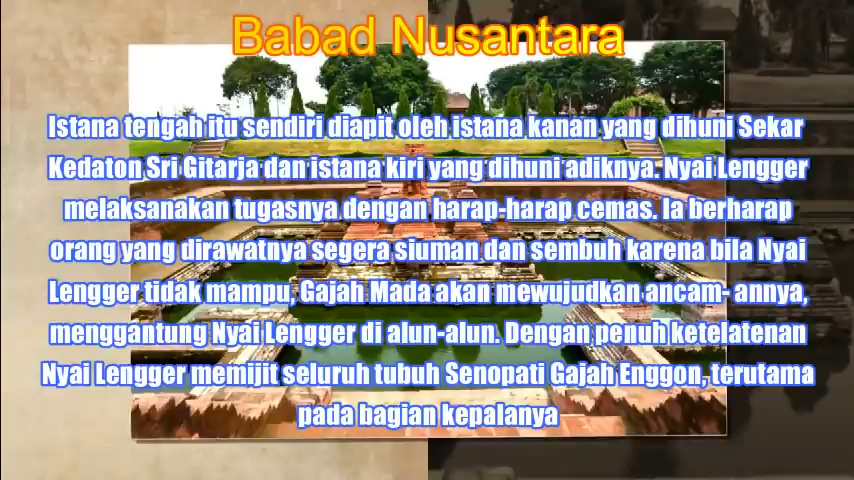 Babad Nusantara
Istana tengah itu sendiri diapit oleh istana kanan yang dihuni Sekar
Kedaton Sri Gitarja dan istana kiri yang dihuni adiknya. Nyai Lengger
melaksanakan tugasnya dengan harap-harap cemas. Ia berharap
orang yang dirawatnya segera siuman dan sembuh karena bila Nyai
Lengger tidak mampu, Gajah Mada akan mewujudkan ancam- annya,
menggantung Nyai Lengger di alun-alun. Dengan penuh ketelatenan
Nyai Lengger memijit seluruh tubuh Senopati Gajah Enggon, terutama
pada bagian kepalanya